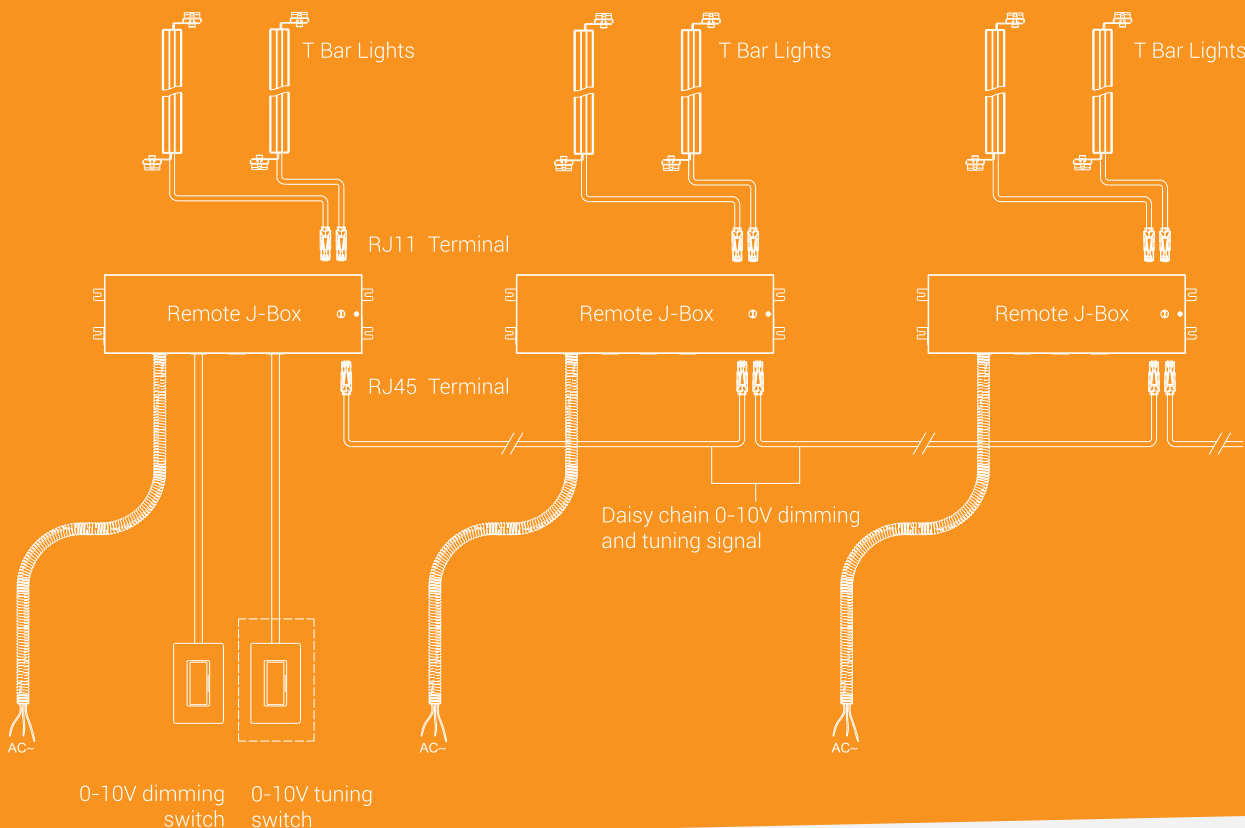 T Bar Lights
T Bar Lights
T Bar Lights
RJ11 Terminal
Remote J-Box
Remote J-Box
Remote J-Box
RJ45 Terminal
Daisy chain 0-10V dimming
and tuning signal
AC~
AC~
AC~
0-10V dimming
switch
0-10V tuning
switch